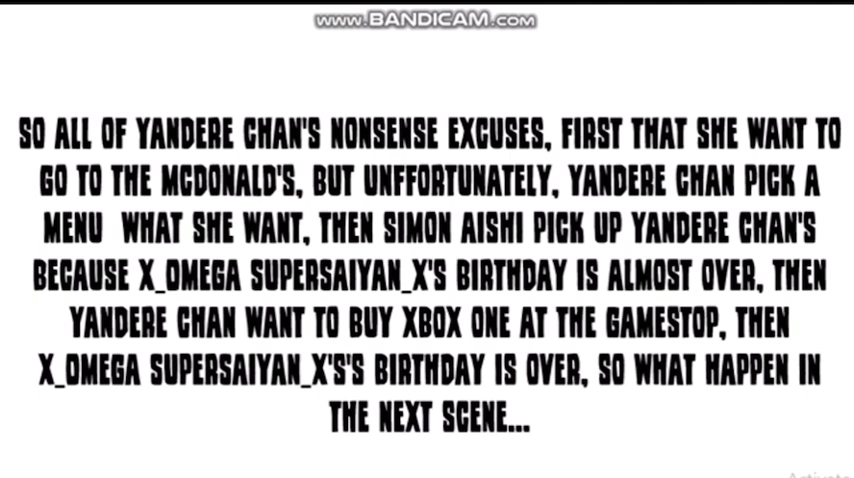 www.BANDICAM.com
SO ALL OF YANDERE CHAN'S NONSENSE EXCUSES, FIRST THAT SHE WANT TO
GO TO THE MCDONALD'S, BUT UNFFORTUNATELY, YANDERE CHAN PICK A
MENU WHAT SHE WANT, THEN SIMON AISHI PICK UP YANDERE CHAN'S
BECAUSE X_OMEGA SUPERSAIYAN_X'S BIRTHDAY IS ALMOST OVER, THEN
YANDERE CHAN WANT TO BUY XBOX ONE AT THE GAMESTOP, THEN
X_OMEGA SUPERSAIYAN_X'S'S BIRTHDAY IS OVER, SO WHAT HAPPEN IN
THE NEXT SCENE...